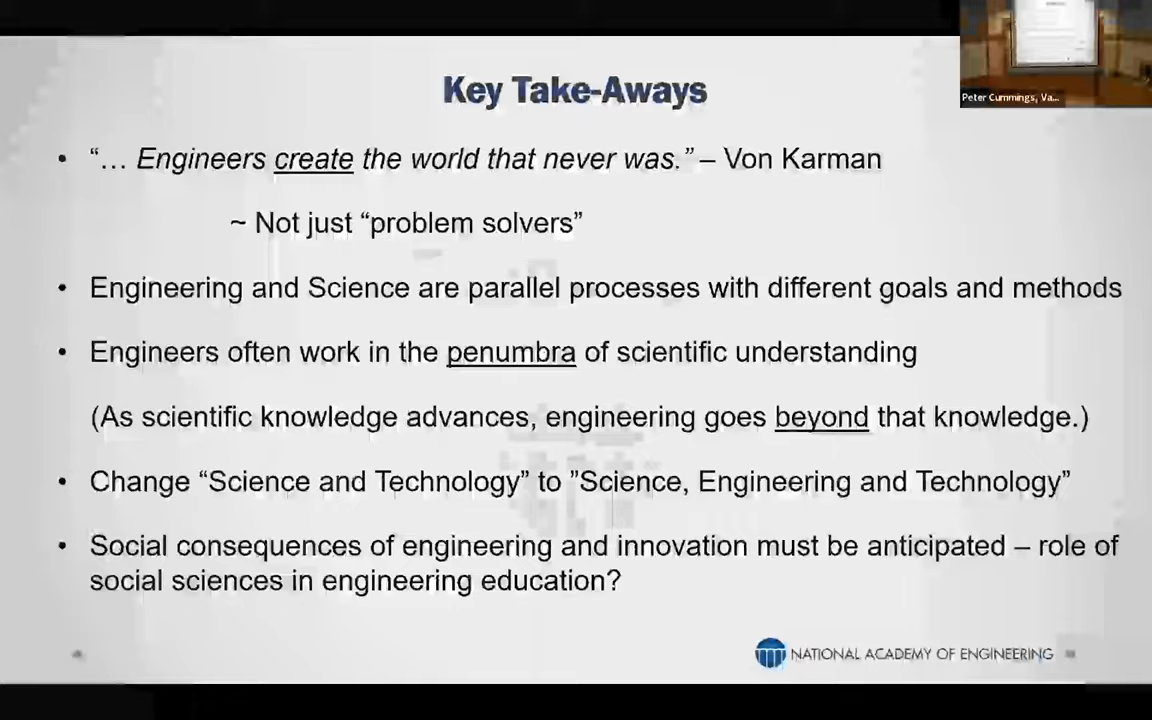 Key Take-Aways
Peter Cummings, Va...
• “… Engineers create the world that never was.” – Von Karman
~ Not just “problem solvers”
• Engineering and Science are parallel processes with different goals and methods
• Engineers often work in the penumbra of scientific understanding
(As scientific knowledge advances, engineering goes beyond that knowledge.)
• Change “Science and Technology” to ”Science, Engineering and Technology”
• Social consequences of engineering and innovation must be anticipated – role of
social sciences in engineering education?
NATIONAL ACADEMY OF ENGINEERING